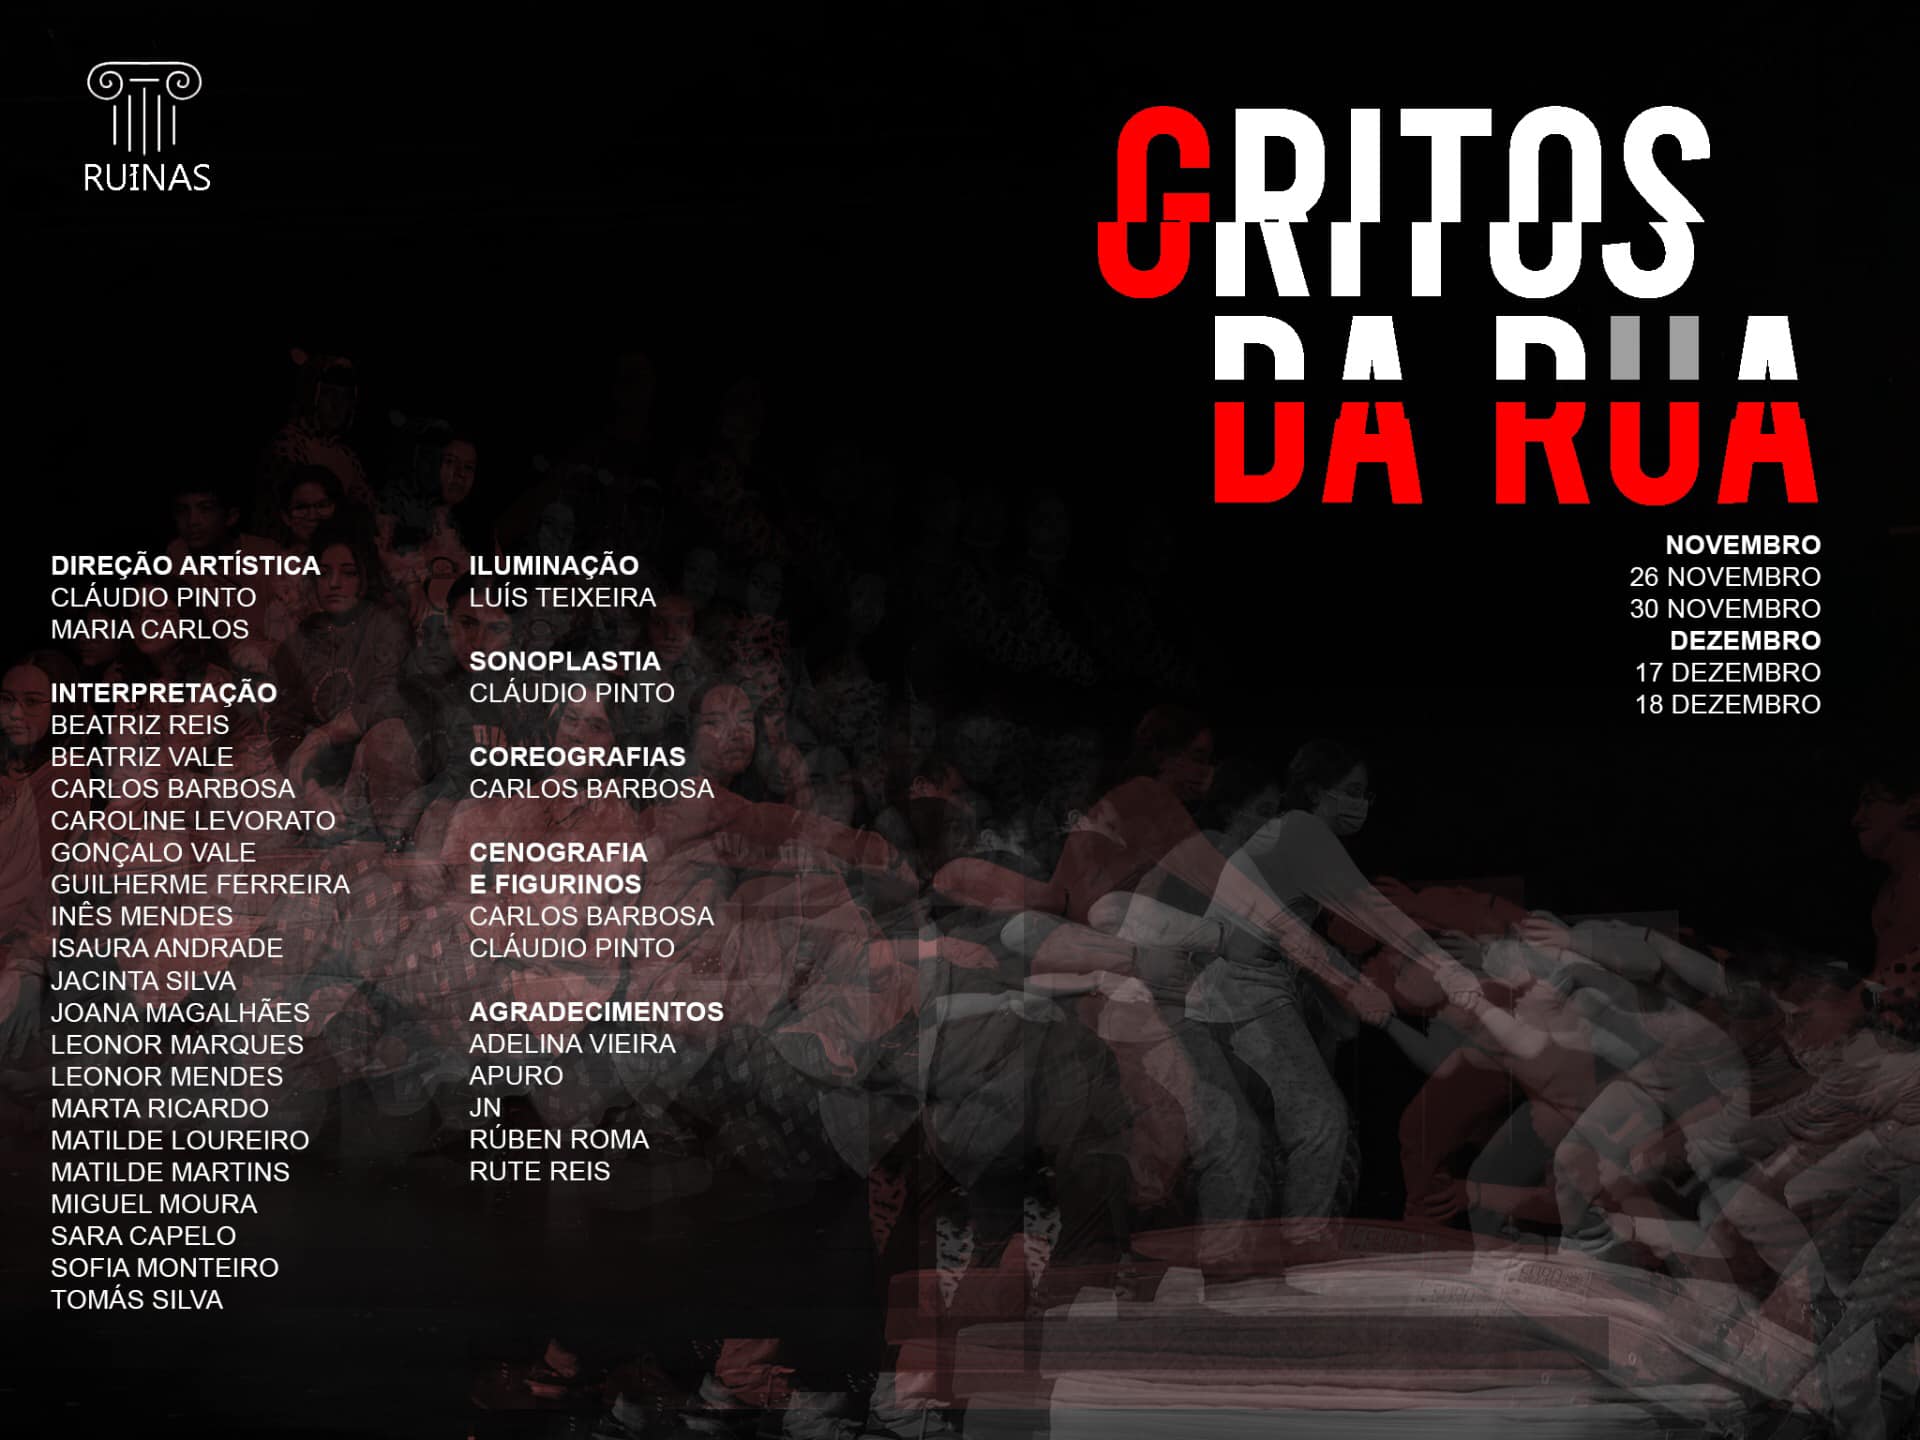 RUINAS
GRITOS
DA RUA
NOVEMBRO
26 NOVEMBRO
30 NOVEMBRO
DEZEMBRO
17 DEZEMBRO
18 DEZEMBRO
DIREÇÃO ARTÍSTICA
CLÁUDIO PINTO
MARIA CARLOS
INTERPRETAÇÃO
BEATRIZ REIS
BEATRIZ VALE
CARLOS BARBOSA
CAROLINE LEVORATO
GONÇALO VALE
GUILHERME FERREIRA
INÊS MENDES
ISAURA ANDRADE
JACINTA SILVA
JOANA MAGALHÃES
LEONOR MARQUES
LEONOR MENDES
MARTA RICARDO
MATILDE LOUREIRO
MATILDE MARTINS
MIGUEL MOURA
SARA CAPELO
SOFIA MONTEIRO
TOMÁS SILVA
ILUMINAÇÃO
LUÍS TEIXEIRA
SONOPLASTIA
CLÁUDIO PINTO
COREOGRAFIAS
CARLOS BARBOSA
CENOGRAFIA
E FIGURINOS
CARLOS BARBOSA
CLÁUDIO PINTO
AGRADECIMENTOS
ADELINA VIEIRA
APURO
JN
RÚBEN ROMA
RUTE REIS